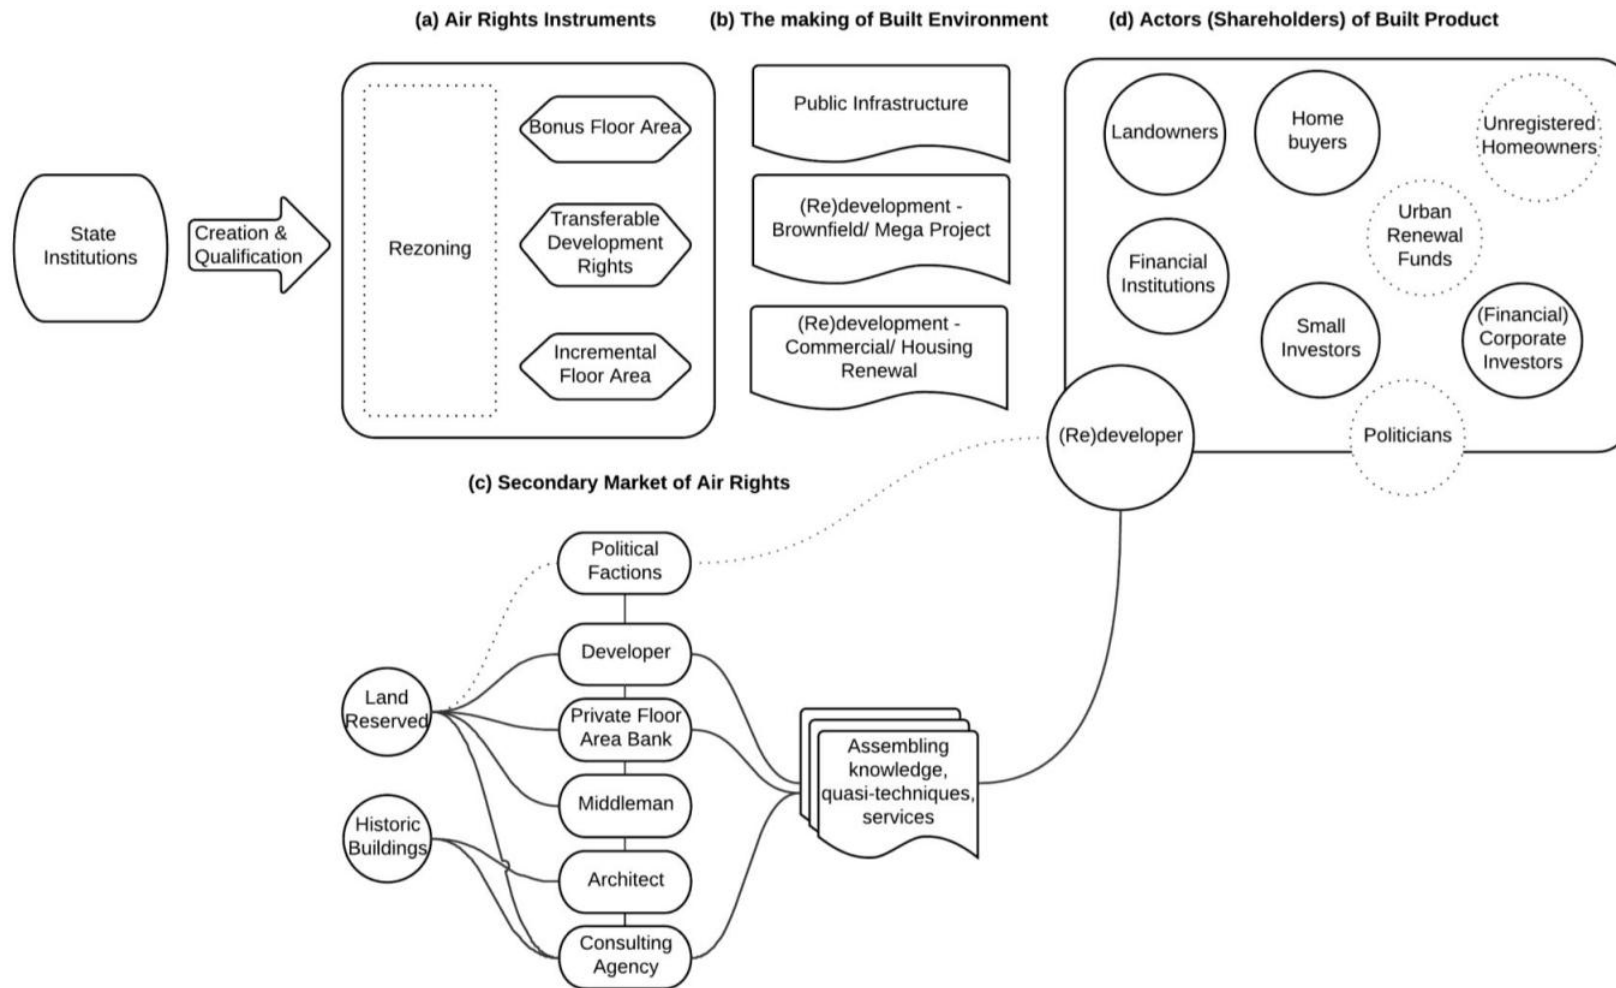 (a) Air Rights Instruments
(b) The making of Built Environment
(d) Actors (Shareholders) of Built Product
State
Institutions
Creation &
Qualification
Rezoning
Bonus Floor Area
Transferable
Development
Rights
Incremental
Floor Area
Public Infrastructure
(Re)development -
Brownfield/ Mega Project
(Re)development -
Commercial/ Housing
Renewal
Landowners
Home
buyers
Unregistered
Homeowners
Urban
Renewal
Funds
Financial
Institutions
Small
Investors
(Financial)
Corporate
Investors
(Re)developer
Politicians
(c) Secondary Market of Air Rights
Political
Factions
Developer
Land
Reserved
Private Floor
Area Bank
Middleman
Historic
Buildings
Architect
Consulting
Agency
Assembling
knowledge,
quasi-techniques,
services